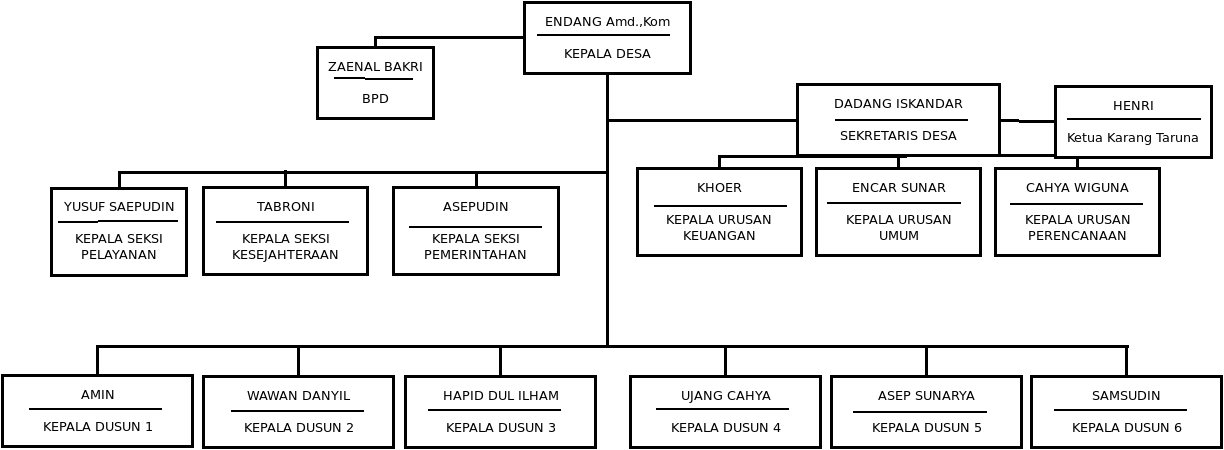 ENDANG Amd.,Kom
KEPALA DESA
ZAENAL BAKRI
BPD
DADANG ISKANDAR
SEKRETARIS DESA
HENRI
Ketua Karang Taruna
KHOER
KEPALA URUSAN
KEUANGAN
ENCAR SUNAR
KEPALA URUSAN
UMUM
CAHYA WIGUNA
KEPALA URUSAN
PERENCANAAN
YUSUF SAEPUDIN
KEPALA SEKSI
PELAYANAN
TABRONI
KEPALA SEKSI
KESEJAHTERAAN
ASEPUDIN
KEPALA SEKSI
PEMERINTAHAN
AMIN
KEPALA DUSUN 1
WAWAN DANYIL
KEPALA DUSUN 2
HAPID DUL ILHAM
KEPALA DUSUN 3
UJANG CAHYA
KEPALA DUSUN 4
ASEP SUNARYA
KEPALA DUSUN 5
SAMSUDIN
KEPALA DUSUN 6